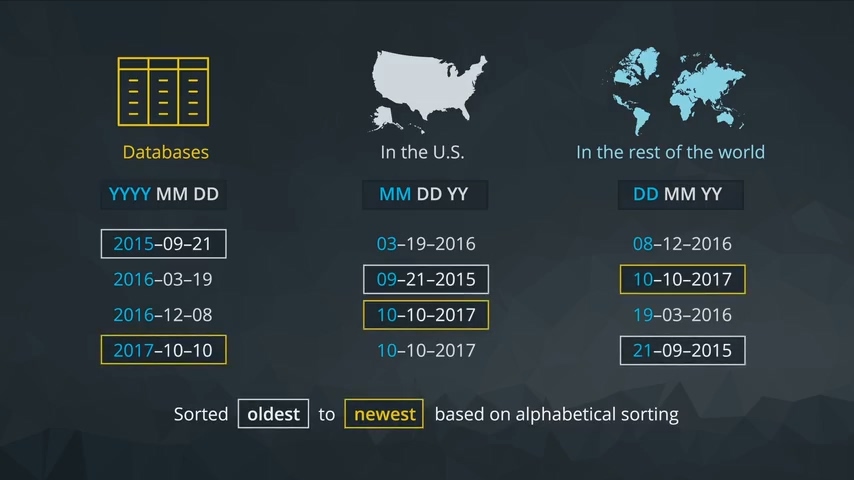 Databases
YYYY MM DD
2015–09–21
2016–03–19
2016–12–08
2017–10–10
In the U.S.
MM DD YY
03–19–2016
09–21–2015
10–10–2017
10–10–2017
In the rest of the world
DD MM YY
08–12–2016
10–10–2017
19–03–2016
21–09–2015
Sorted oldest to newest based on alphabetical sorting